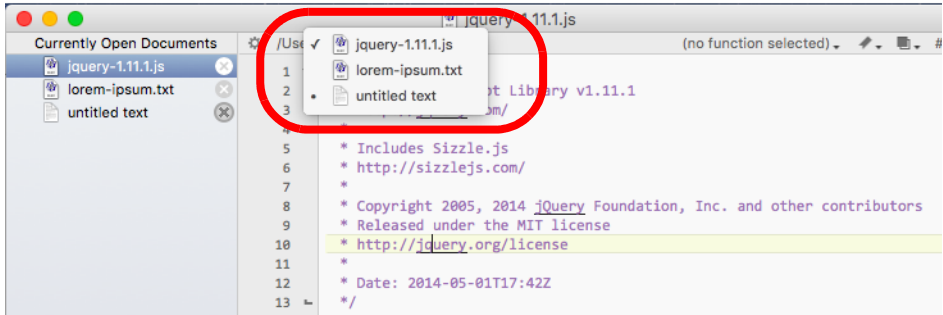 jquery-1.11.1.js
Currently Open Documents
jquery-1.11.1.js
lorem-ipsum.txt
untitled text
/Use
(no function selected)
#
jquery-1.11.1.js
lorem-ipsum.txt
untitled text
1
2 Library v1.11.1
3
4 *
5 * Includes Sizzle.js
6 * http://sizzlejs.com/
7 *
8 * Copyright 2005, 2014 jQuery Foundation, Inc. and other contributors
9 * Released under the MIT license
10 * http://jquery.org/license
11 *
12 * Date: 2014-05-01T17:42Z
13 */